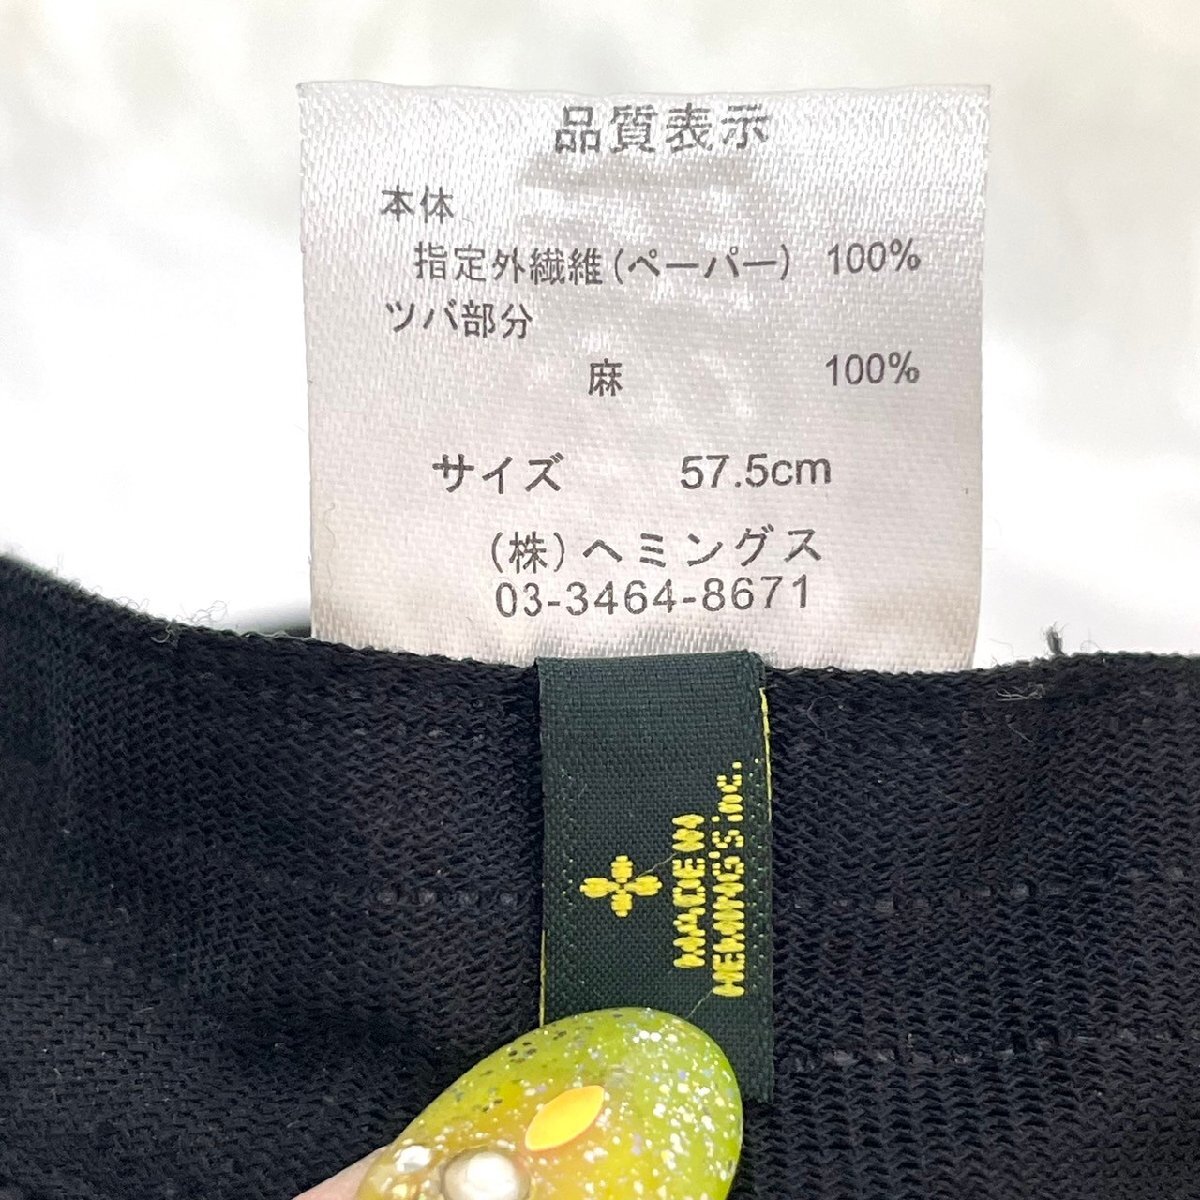 品質表示
本体
指定外繊維(ペーパー) 100%
ツバ部分
麻 100%
サイズ 57.5cm
(株)ヘミングス
03-3464-8671
MADE IN
HEMING'S inc.